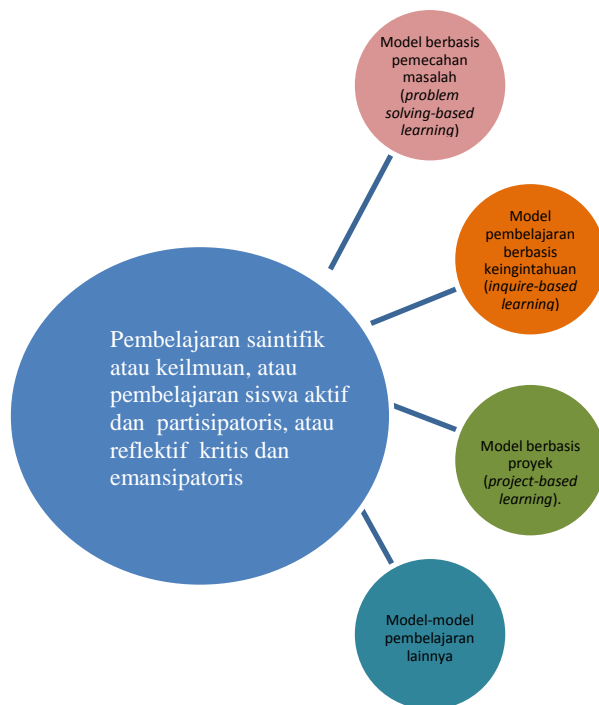 Model berbasis
pemecahan
masalah
(problem
solving-based
learning)
Model
pembelajaran
berbasis
keingintahuan
(inquire-based
learning)
Pembelajaran saintifik
atau keilmuan, atau
pembelajaran siswa aktif
dan partisipatoris, atau
reflektif kritis dan
emansipatoris
Model berbasis
proyek
(project-based
learning).
Model-model
pembelajaran
lainnya